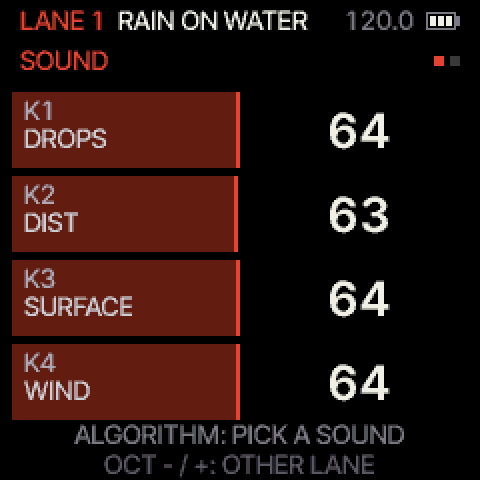 LANE 1 RAIN ON WATER 120.0
SOUND
K1
DROPS 64
K2
DIST 63
K3
SURFACE 64
K4
WIND 64
ALGORITHM: PICK A SOUND
OCT - / +: OTHER LANE